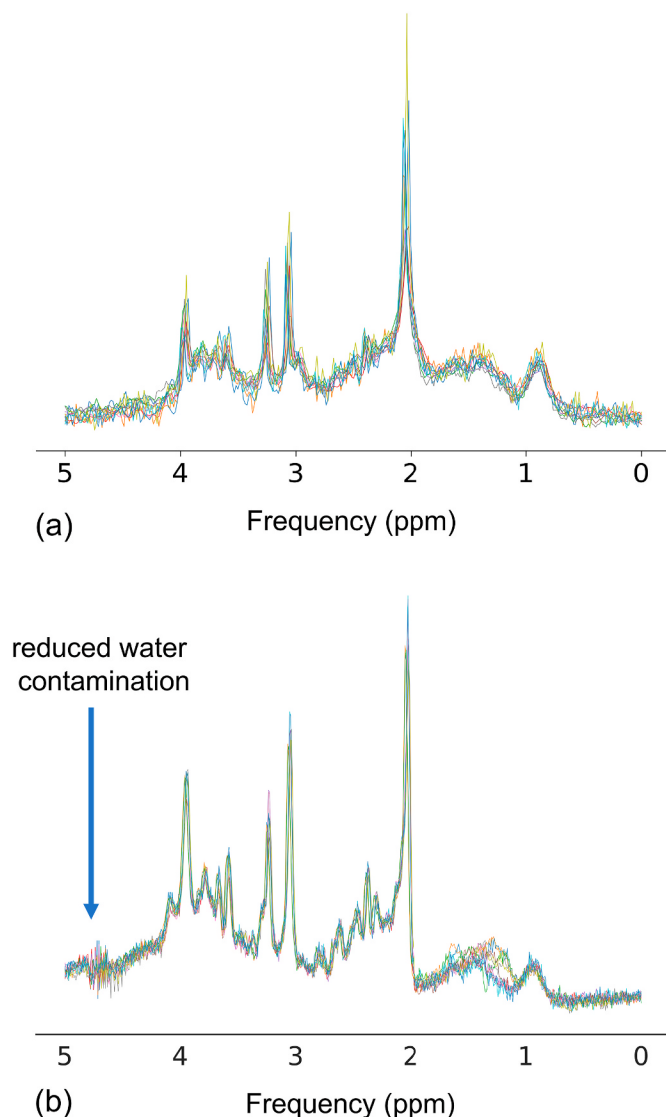 5 4 3 2 1 0
(a) Frequency (ppm)
reduced water
contamination
5 4 3 2 1 0
(b) Frequency (ppm)